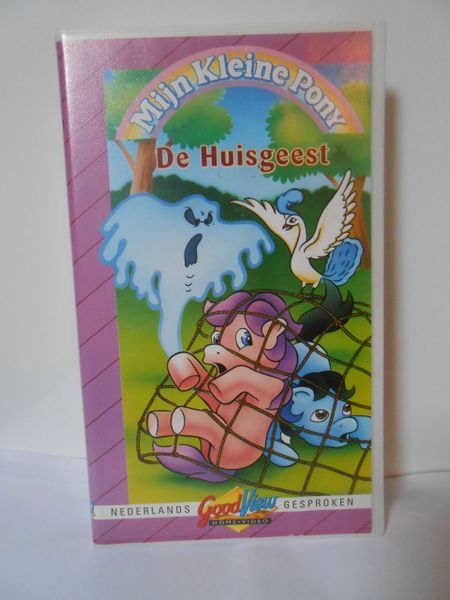 Mijn Kleine Pony
De Huisgeest
NEDERLANDS GoodView GESPROKEN
HOME•VIDEO